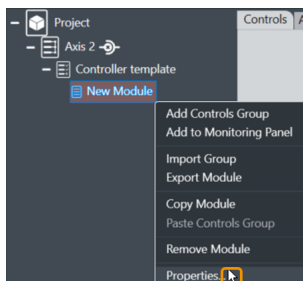 Project
Controls
Axis 2
Controller template
New Module
Add Controls Group
Add to Monitoring Panel
Import Group
Export Module
Copy Module
Paste Controls Group
Remove Module
Properties...